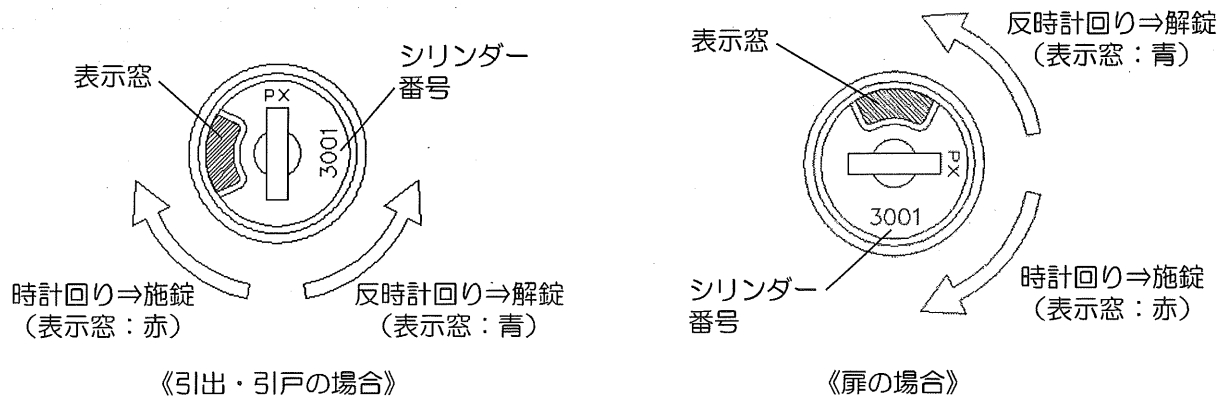 表示窓
シリンダー
番号
PX
3001
時計回り⇒施錠
(表示窓:赤)
反時計回り⇒解錠
(表示窓:青)
《引出・引戸の場合》
表示窓
反時計回り⇒解錠
(表示窓:青)
PX
3001
シリンダー
番号
時計回り⇒施錠
(表示窓:赤)
《扉の場合》